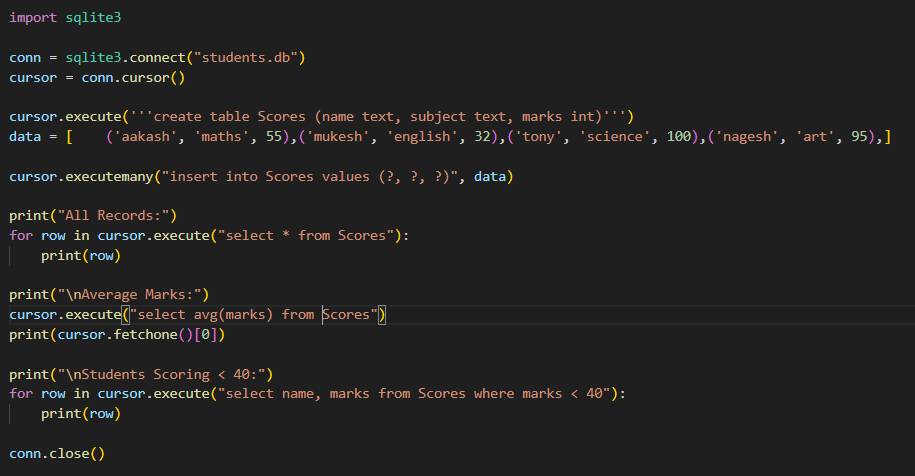 import sqlite3
conn = sqlite3.connect("students.db")
cursor = conn.cursor()
cursor.execute('''create table Scores (name text, subject text, marks int)''')
data = [    ('aakash', 'maths', 55),('mukesh', 'english', 32),('tony', 'science', 100),('nagesh', 'art', 95),]
cursor.executemany("insert into Scores values (?, ?, ?)", data)
print("All Records:")
for row in cursor.execute("select * from Scores"):
    print(row)
print("\nAverage Marks:")
cursor.execute("select avg(marks) from Scores")
print(cursor.fetchone()[0])
print("\nStudents Scoring < 40:")
for row in cursor.execute("select name, marks from Scores where marks < 40"):
    print(row)
conn.close()